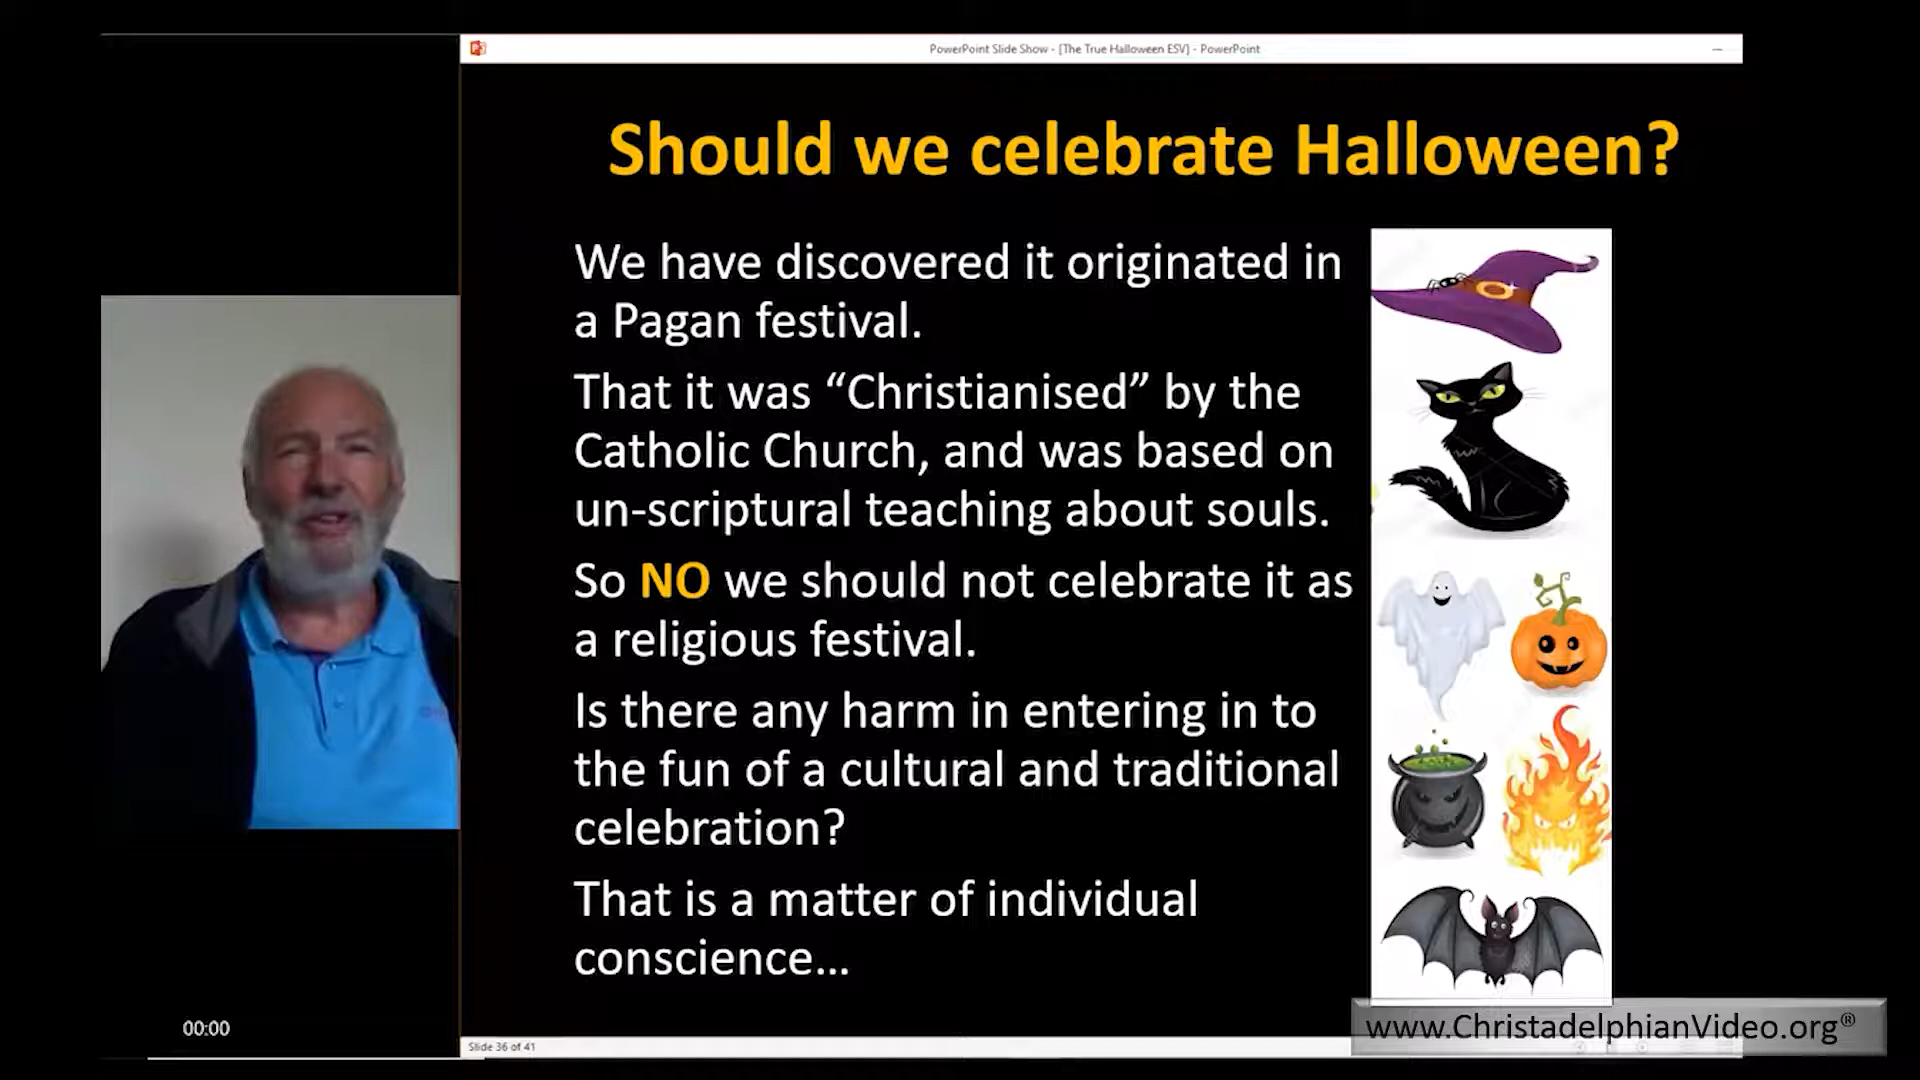 PowerPoint Slide Show - [The True Halloween ESV] - PowerPoint
Should we celebrate Halloween?
We have discovered it originated in
a Pagan festival.
That it was “Christianised” by the
Catholic Church, and was based on
un-scriptural teaching about souls.
So NO we should not celebrate it as
a religious festival.
Is there any harm in entering in to
the fun of a cultural and traditional
celebration?
That is a matter of individual
conscience…
00:00
www.ChristadelphianVideo.org®
Slide 36 of 41